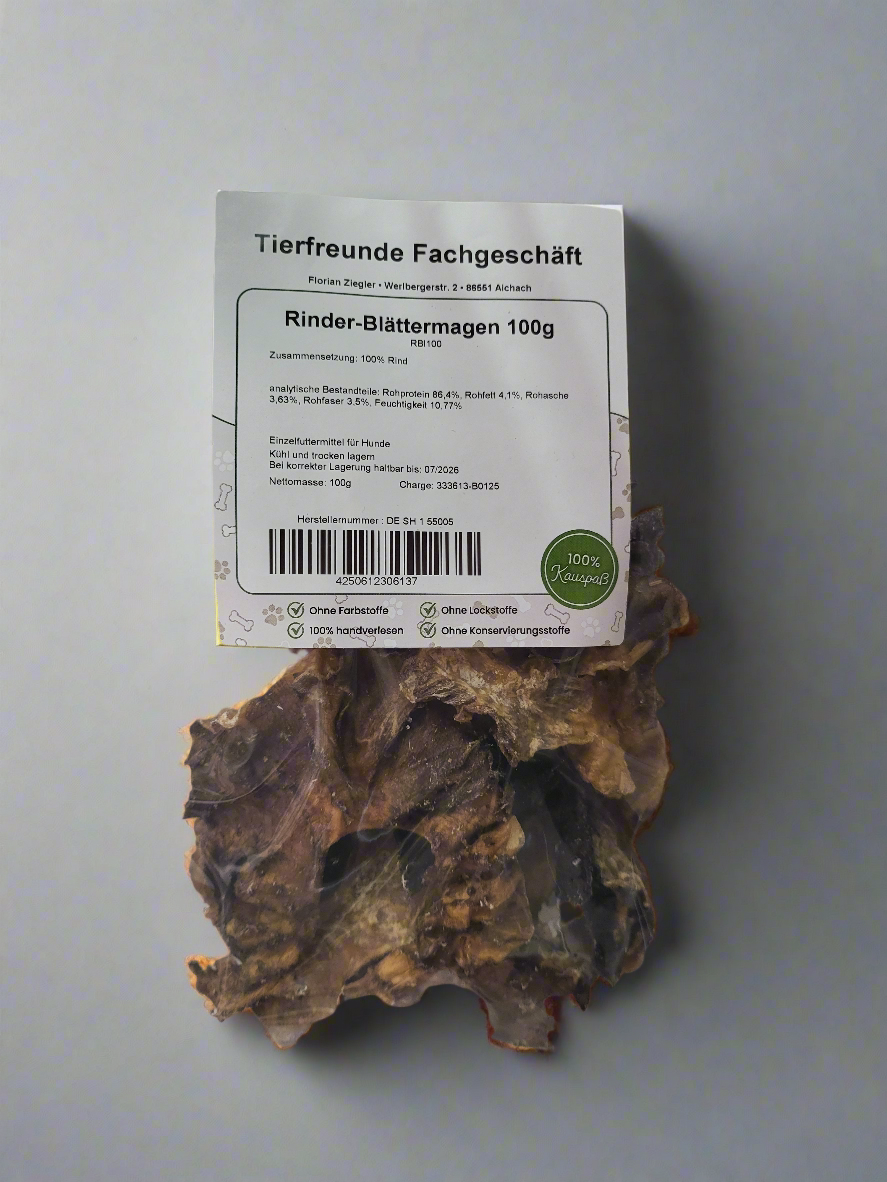 Tierfreunde Fachgeschäft
Florian Ziegler • Werlbergerstr. 2 • 86551 Aichach
Rinder-Blättermagen 100g
RBl100
Zusammensetzung: 100% Rind
analytische Bestandteile: Rohprotein 86,4%, Rohfett 4,1%, Rohasche
3,63%, Rohfaser 3.5%, Feuchtigkeit 10.77%
Einzelfuttermittel für Hunde
Kühl und trocken lagern
Bei korrekter Lagerung haltbar bis: 07/2026
Nettomasse: 100g Charge: 333613-B0125
Herstellernummer : DE SH 1 55005
4250612306137
100%
Kauspaß
Ohne Farbstoffe Ohne Lockstoffe
100% handverlesen Ohne Konservierungsstoffe